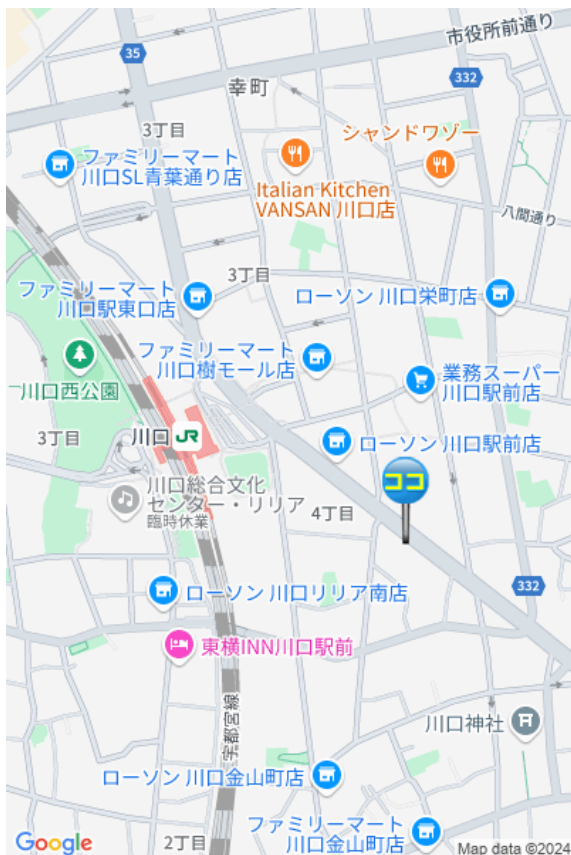 市役所前通り
35
332
幸町
3丁目
シャンドワゾー
ファミリーマート
川口SL青葉通り店
Italian Kitchen
VANSAN 川口店
八間通り
3丁目
ファミリーマート
川口駅東口店
ローソン 川口栄町店
ファミリーマート
川口樹モール店
業務スーパー
川口駅前店
川口西公園
3丁目
川口
JR
ローソン 川口駅前店
ココ
川口総合文化
センター・リリア
臨時休業
4丁目
332
ローソン 川口リリア南店
東横INN川口駅前
宇都宮線
川口神社
ローソン 川口金山町店
ファミリーマート
川口金山町店
2丁目
Google
Map data ©2024